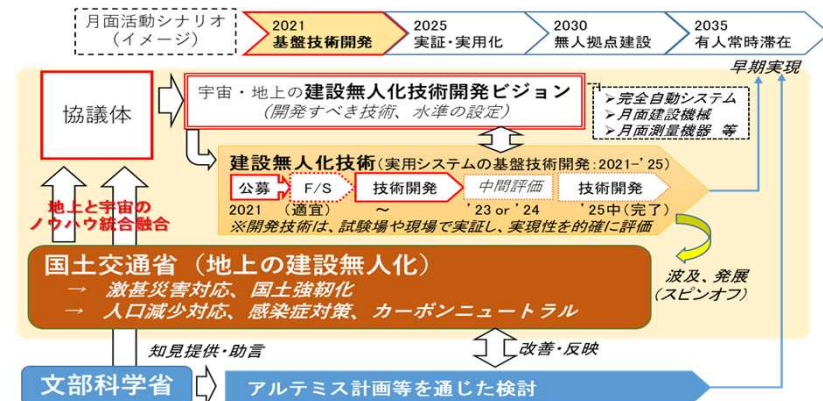 月面活動シナリオ
(イメージ)
2021
基盤技術開発
2025
実証・実用化
2030
無人拠点建設
2035
有人常時滞在
早期実現
協議体
宇宙・地上の建設無人化技術開発ビジョン
(開発すべき技術、水準の設定)
➢完全自動システム
➢月面建設機械
➢月面測量機器 等
建設無人化技術(実用システムの基盤技術開発:2021-'25)
公募
F/S
技術開発
中間評価
技術開発
2021 (適宜) ~ '23 or '24 '25中(完了)
※開発技術は、試験場や現場で実証し、実現性を的確に評価
地上と宇宙の
ノウハウ統合融合
国土交通省(地上の建設無人化)
→ 激甚災害対応、国土強靭化
→ 人口減少対応、感染症対策、カーボンニュートラル
波及、発展
(スピンオフ)
知見提供・助言
改善・反映
文部科学省
アルテミス計画等を通じた検討